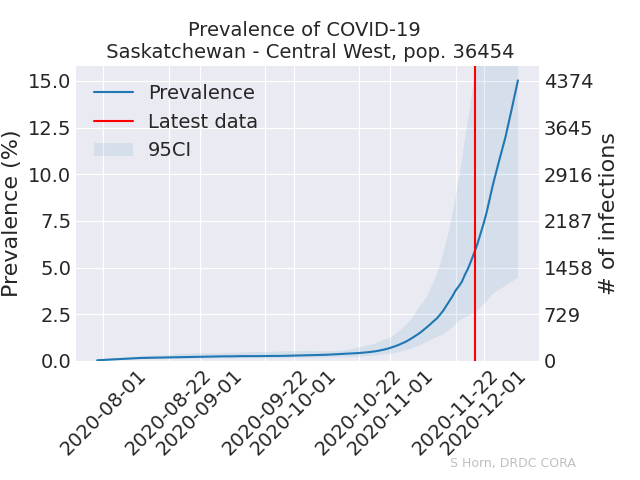 Prevalence of COVID-19
Saskatchewan - Central West, pop. 36454
Prevalence
Latest data
95CI
Prevalence (%)
15.0
12.5
10.0
7.5
5.0
2.5
0.0
# of infections
4374
3645
2916
2187
1458
729
0
2020-08-01
2020-08-22
2020-09-01
2020-09-22
2020-10-01
2020-10-22
2020-11-01
2020-11-22
2020-12-01
S Horn, DRDC CORA